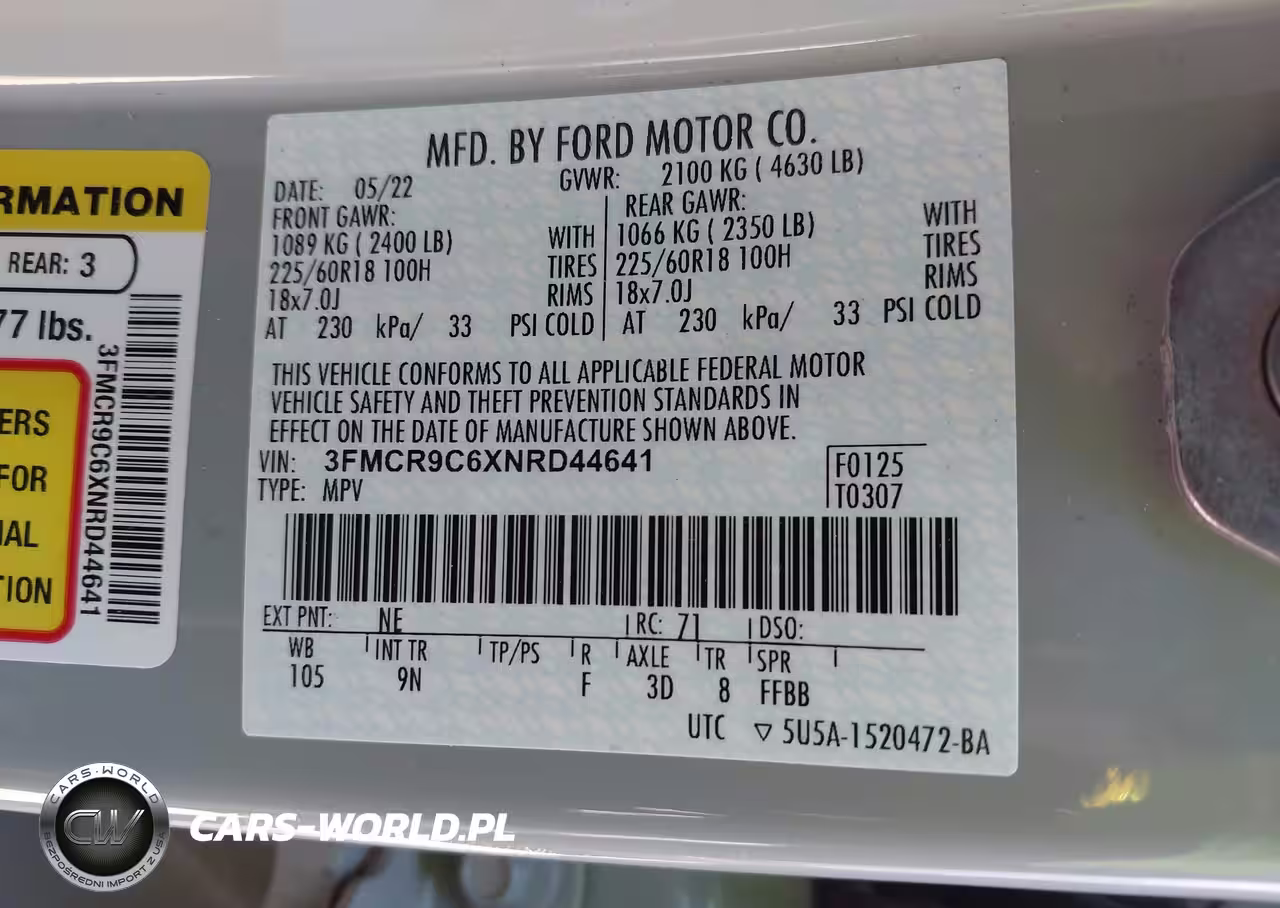 RMATION
REAR: 3
77 lbs.
ERS
FOR
IAL
TION
3FMCR9C6XNRD44641
MFD. BY FORD MOTOR CO.
DATE: 05/22 GVWR: 2100 KG ( 4630 LB)
FRONT GAWR: REAR GAWR:
1089 KG ( 2400 LB) WITH 1066 KG ( 2350 LB) WITH
225/60R18 100H TIRES 225/60R18 100H TIRES
18x7.0J RIMS 18x7.0J RIMS
AT 230 kPa/ 33 PSI COLD AT 230 kPa/ 33 PSI COLD
THIS VEHICLE CONFORMS TO ALL APPLICABLE FEDERAL MOTOR
VEHICLE SAFETY AND THEFT PREVENTION STANDARDS IN
EFFECT ON THE DATE OF MANUFACTURE SHOWN ABOVE.
VIN: 3FMCR9C6XNRD44641 F0125
TYPE: MPV T0307
EXT PNT: NE RC: 71 DSO:
WB INT TR TP/PS R AXLE TR SPR
105 9N F 3D 8 FFBB
UTC ▽ 5U5A-1520472-BA
CARS-WORLD
CW
BEZPOŚREDNI IMPORT Z USA
CARS-WORLD.PL